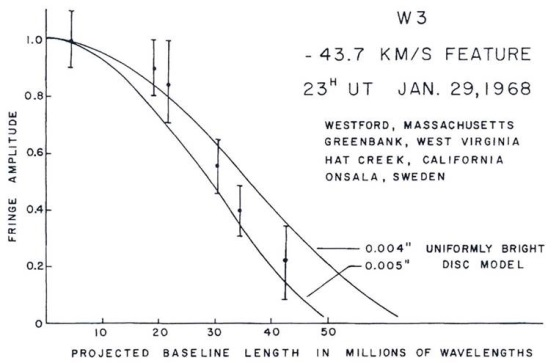 W3
- 43.7 KM/S FEATURE
23ᴴ UT JAN. 29, 1968
WESTFORD, MASSACHUSETTS
GREENBANK, WEST VIRGINIA
HAT CREEK, CALIFORNIA
ONSALA, SWEDEN
FRINGE AMPLITUDE
1.0
0.8
0.6
0.4
0.2
0
0.004" UNIFORMLY BRIGHT
0.005" DISC MODEL
10 20 30 40 50
PROJECTED BASELINE LENGTH IN MILLIONS OF WAVELENGTHS